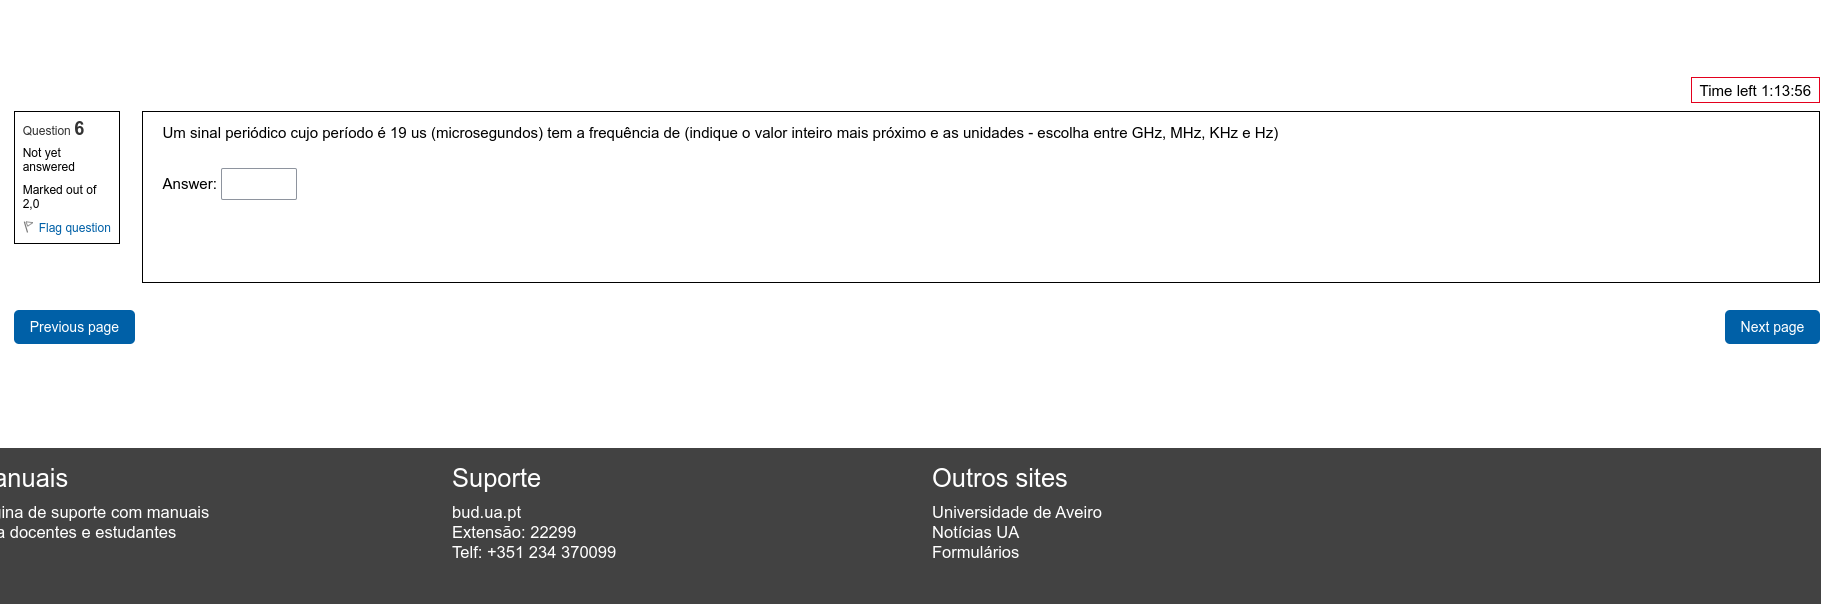 Time left 1:13:56
Question 6
Not yet
answered
Marked out of
2,0
Flag question
Um sinal periódico cujo período é 19 us (microsegundos) tem a frequência de (indique o valor inteiro mais próximo e as unidades - escolha entre GHz, MHz, KHz e Hz)
Answer:
Previous page
Next page
anuais
ina de suporte com manuais
a docentes e estudantes
Suporte
bud.ua.pt
Extensão: 22299
Telf: +351 234 370099
Outros sites
Universidade de Aveiro
Notícias UA
Formulários